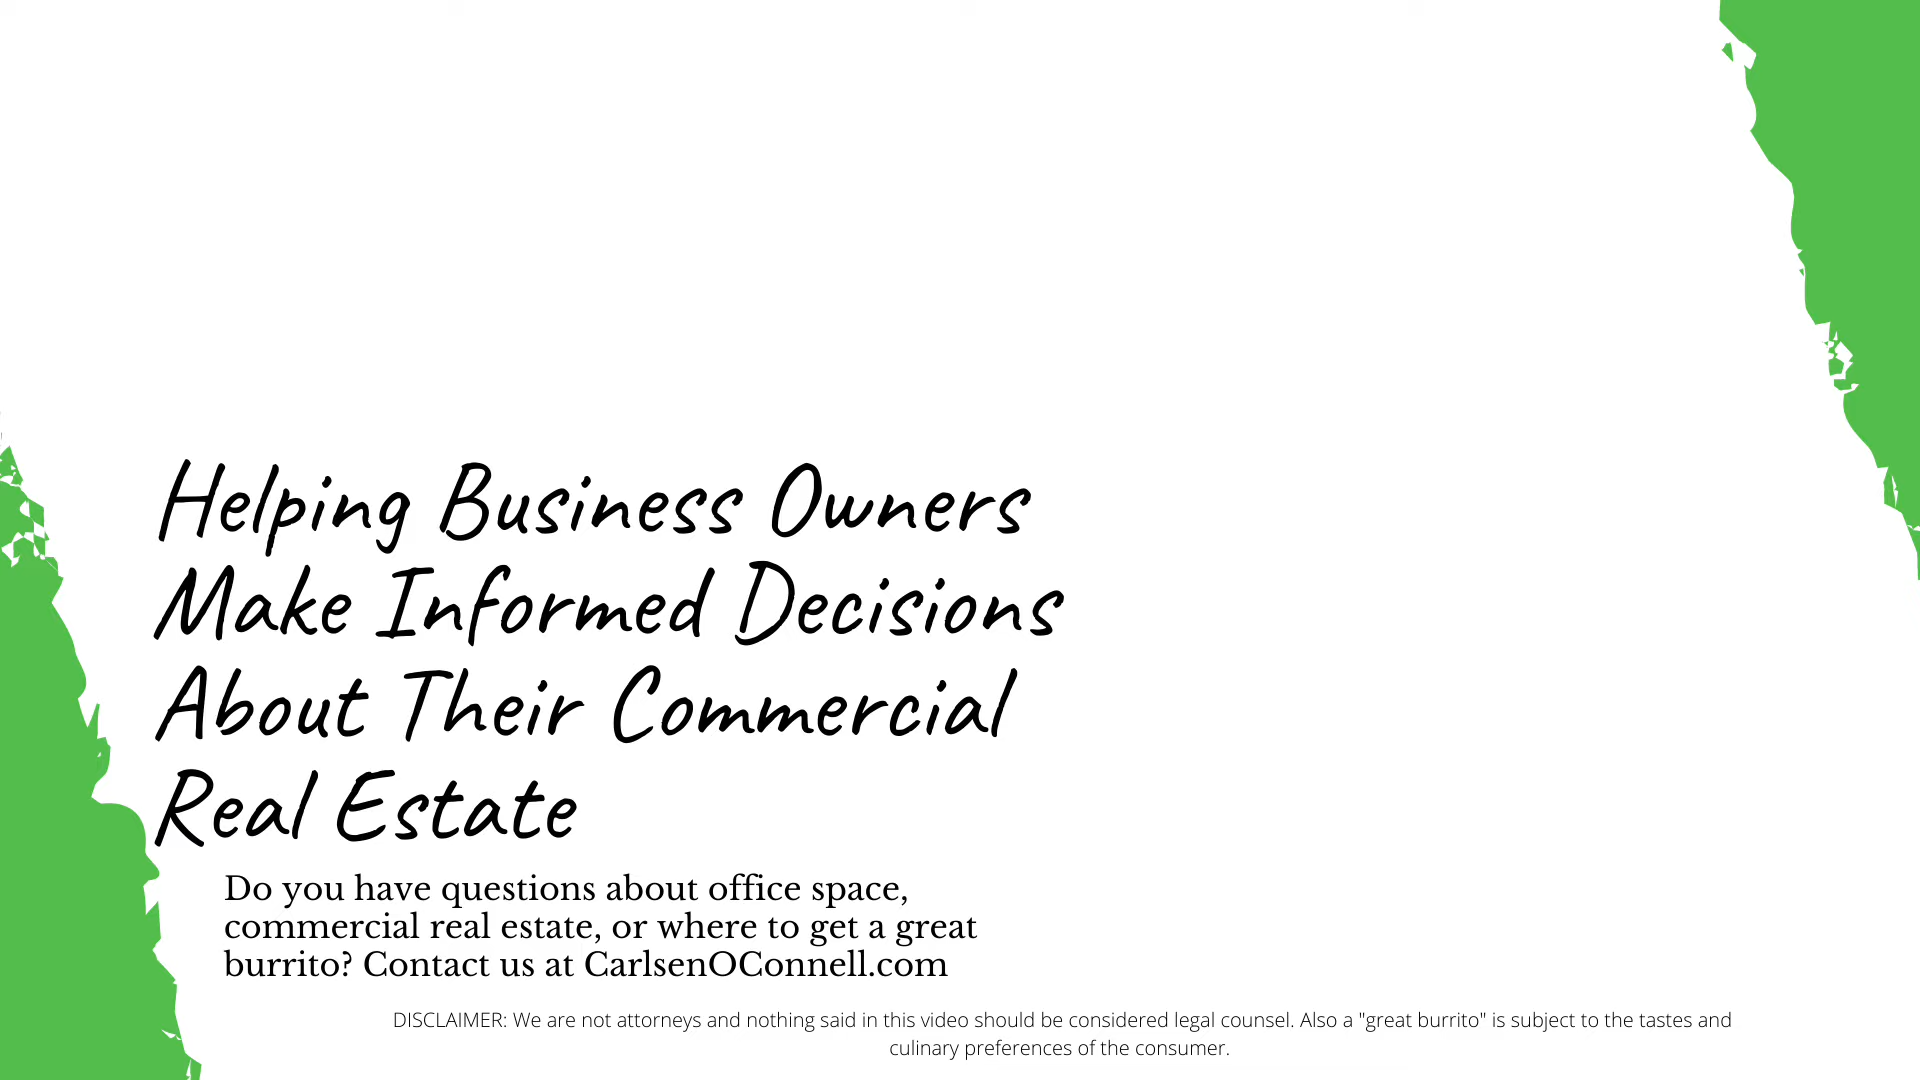 Helping Business Owners
Make Informed Decisions
About Their Commercial
Real Estate
Do you have questions about office space,
commercial real estate, or where to get a great
burrito? Contact us at CarlsenOConnell.com
DISCLAIMER: We are not attorneys and nothing said in this video should be considered legal counsel. Also a "great burrito" is subject to the tastes and
culinary preferences of the consumer.